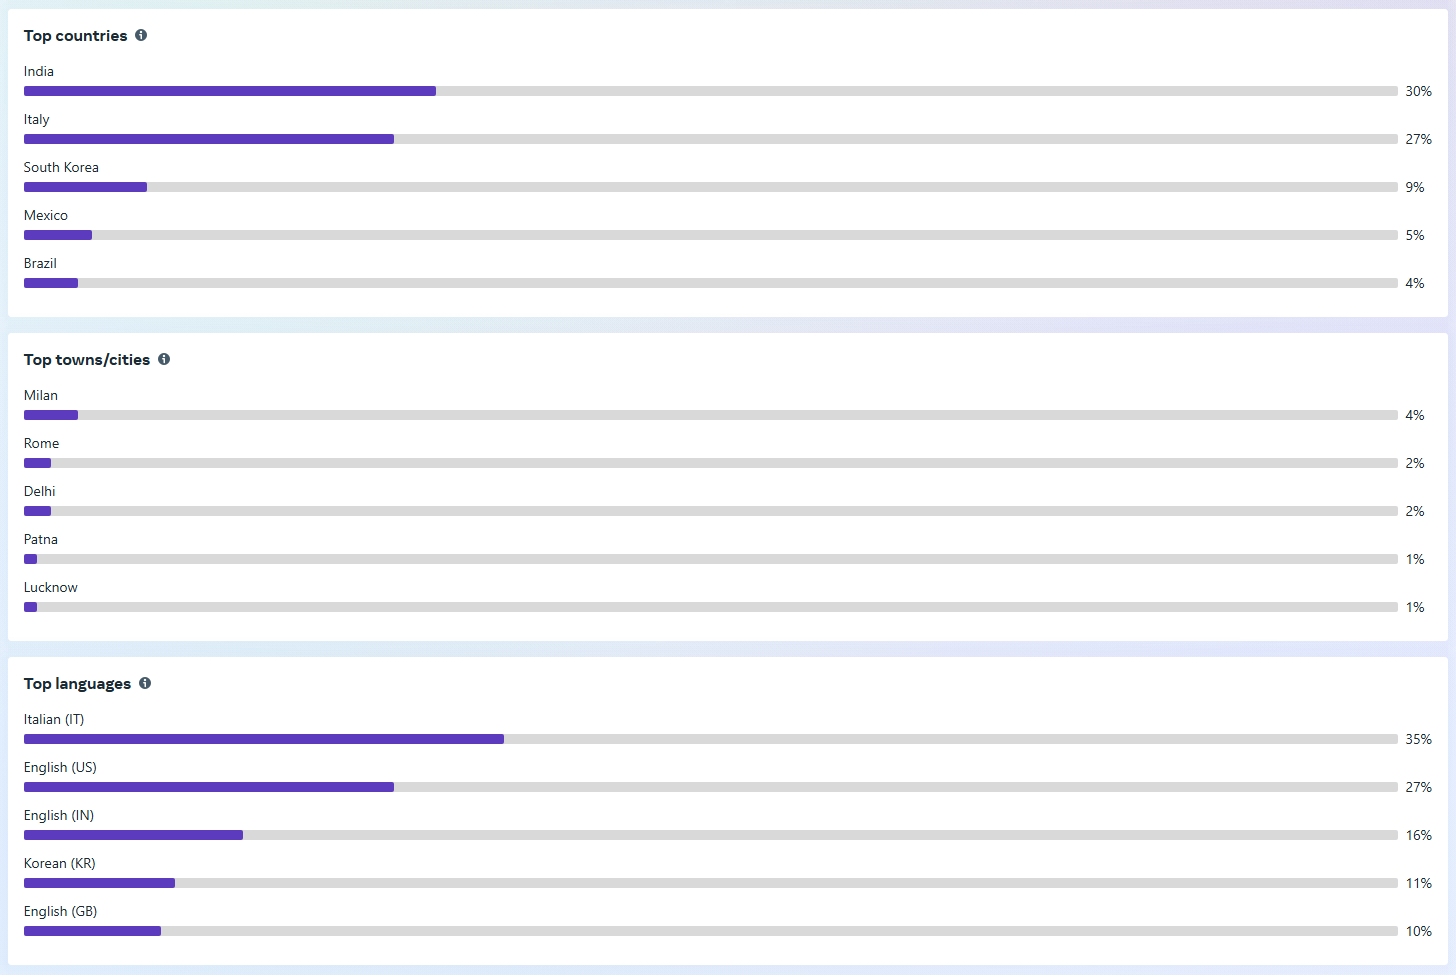 Top countries
India
30%
Italy
27%
South Korea
9%
Mexico
5%
Brazil
4%
Top towns/cities
Milan
4%
Rome
2%
Delhi
2%
Patna
1%
Lucknow
1%
Top languages
Italian (IT)
35%
English (US)
27%
English (IN)
16%
Korean (KR)
11%
English (GB)
10%